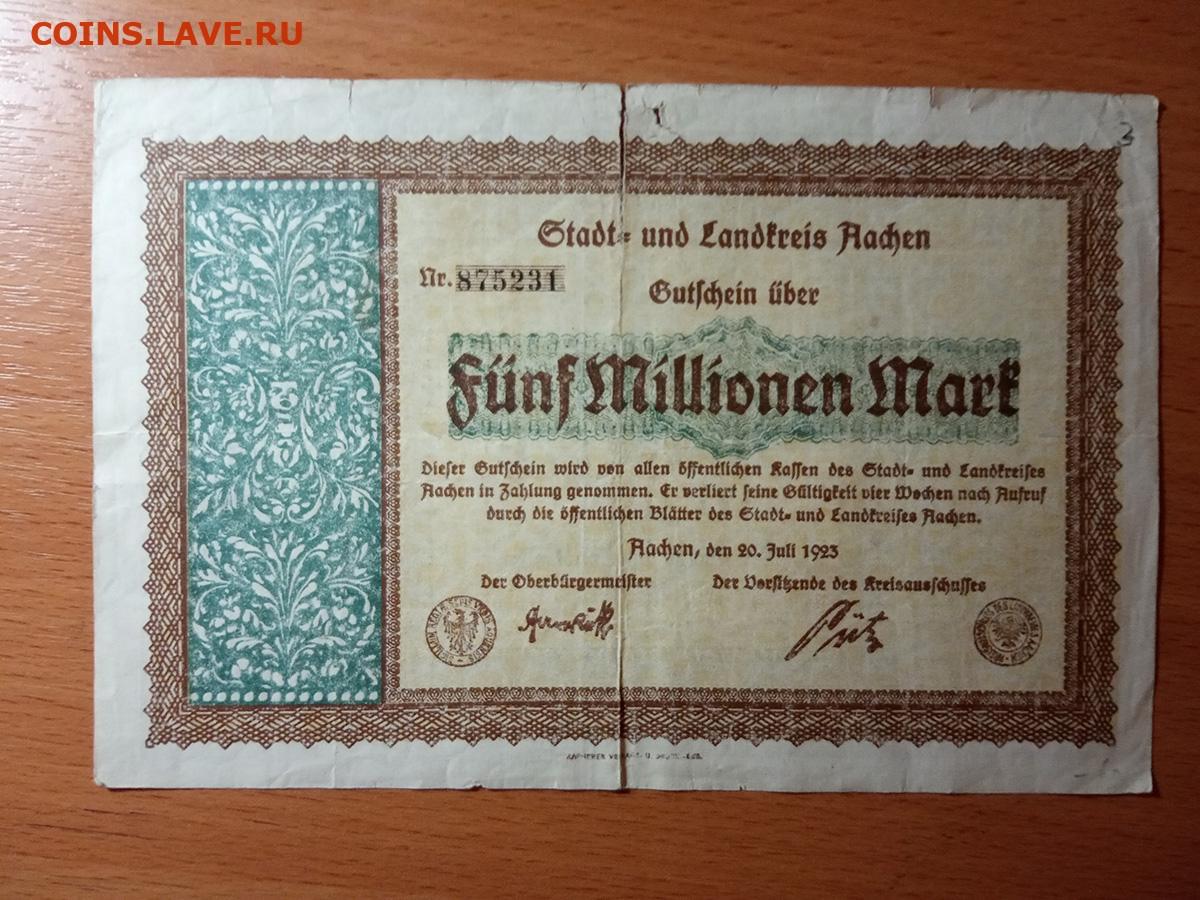 COINS.LAVE.RU
Stadt- und Landkreis Aachen
Nr. 875231
Gutschein über
Fünf Millionen Mark
Dieser Gutschein wird von allen öffentlichen Kassen des Stadt- und Landkreises
Aachen in Zahlung genommen. Er verliert seine Gültigkeit vier Wochen nach Aufruf
durch die öffentlichen Blätter des Stadt- und Landkreises Aachen.
Aachen, den 20. Juli 1923
Der Oberbürgermeister Der Vorsitzende des Kreisausschusses
Pütz